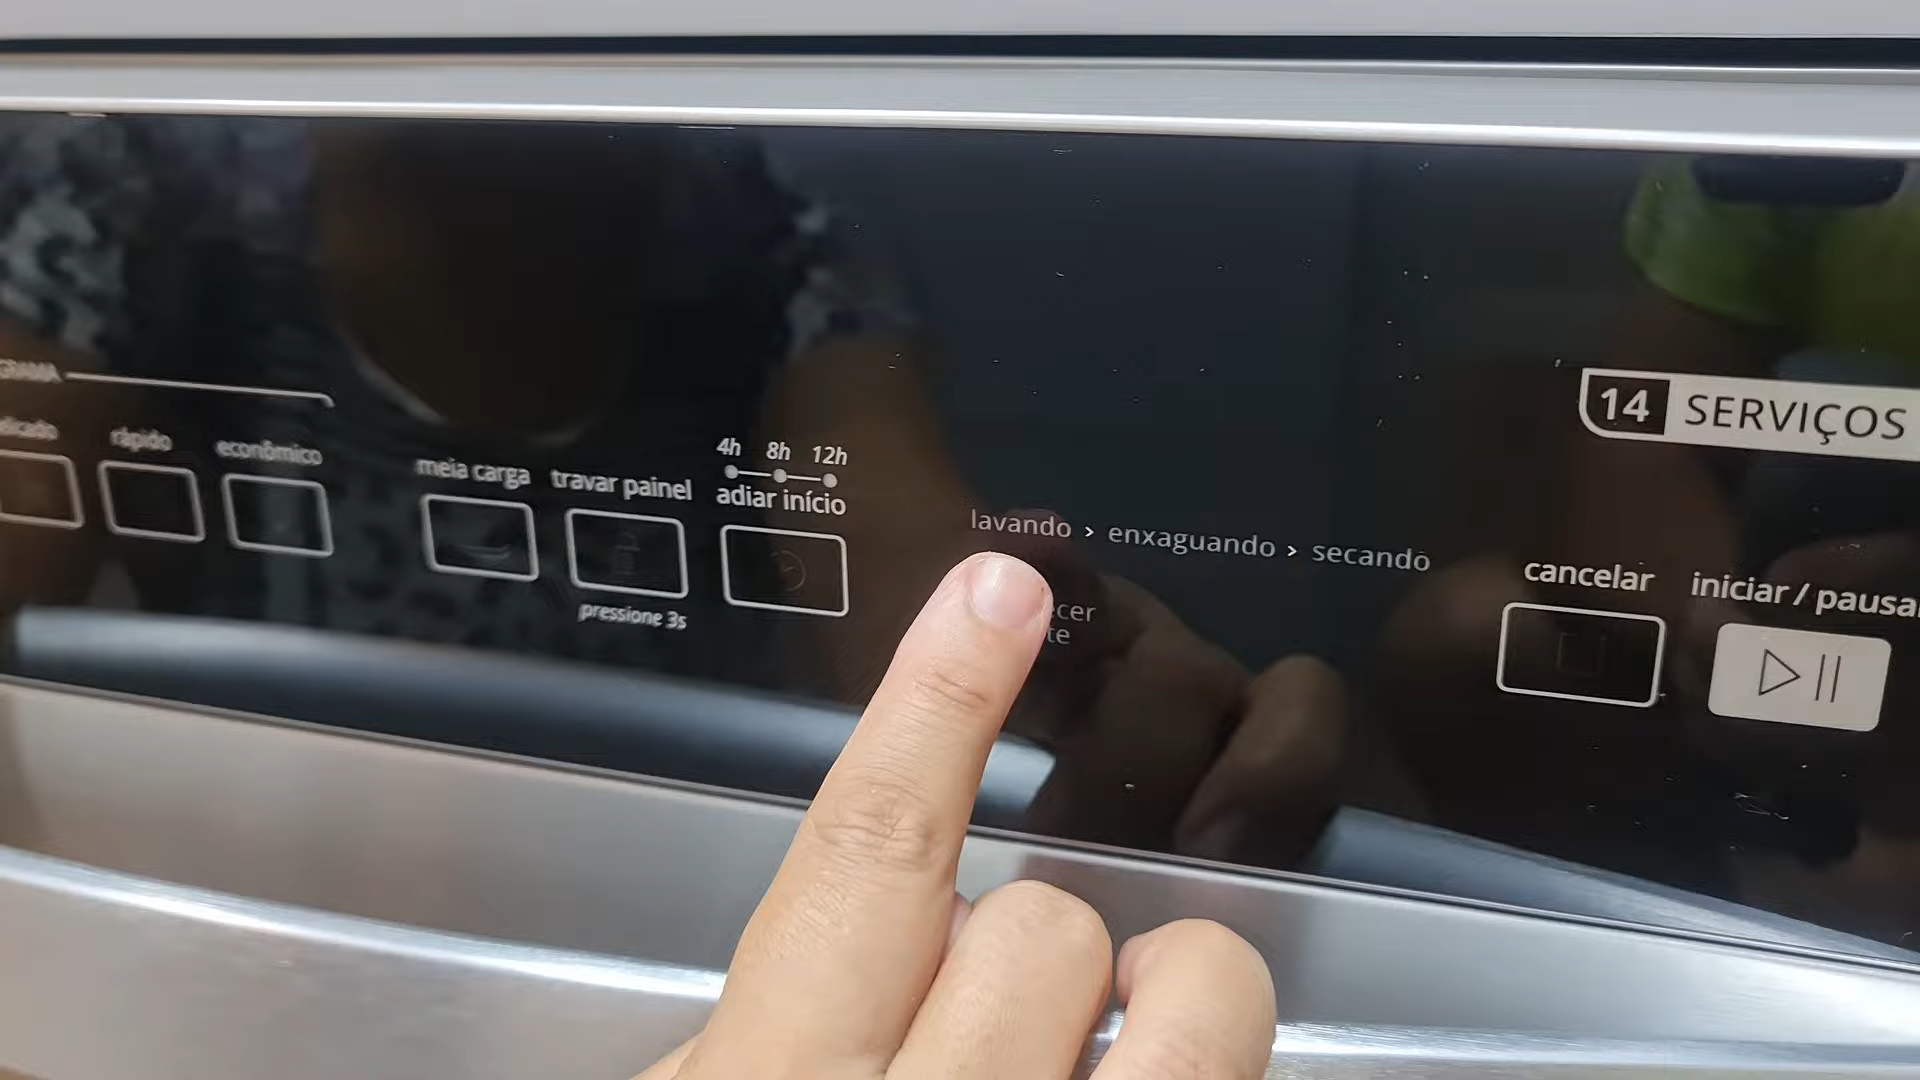 rápido
econômico
meia carga
travar painel
pressione 3s
4h 8h 12h
adiar início
lavando > enxaguando > secando
14 SERVIÇOS
cancelar
iniciar / pausar